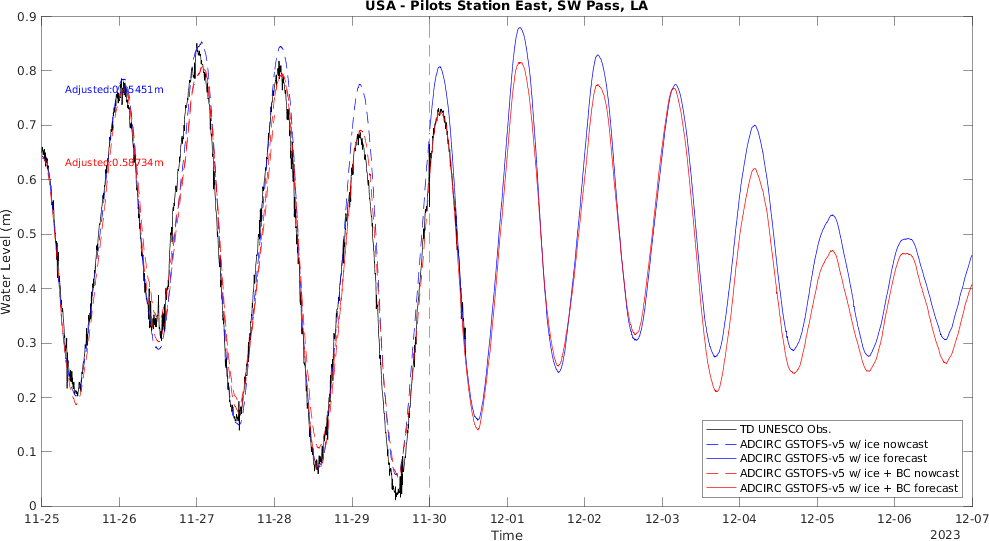 USA - Pilots Station East, SW Pass, LA
0.9
0.8
0.7
0.6
0.5
0.4
0.3
0.2
0.1
0
Water Level (m)
Adjusted:0.65451m
Adjusted:0.58734m
TD UNESCO Obs.
ADCIRC GSTOFS-v5 w/ ice nowcast
ADCIRC GSTOFS-v5 w/ ice forecast
ADCIRC GSTOFS-v5 w/ ice + BC nowcast
ADCIRC GSTOFS-v5 w/ ice + BC forecast
11-25 11-26 11-27 11-28 11-29 11-30 12-01 12-02 12-03 12-04 12-05 12-06 12-07
Time
2023